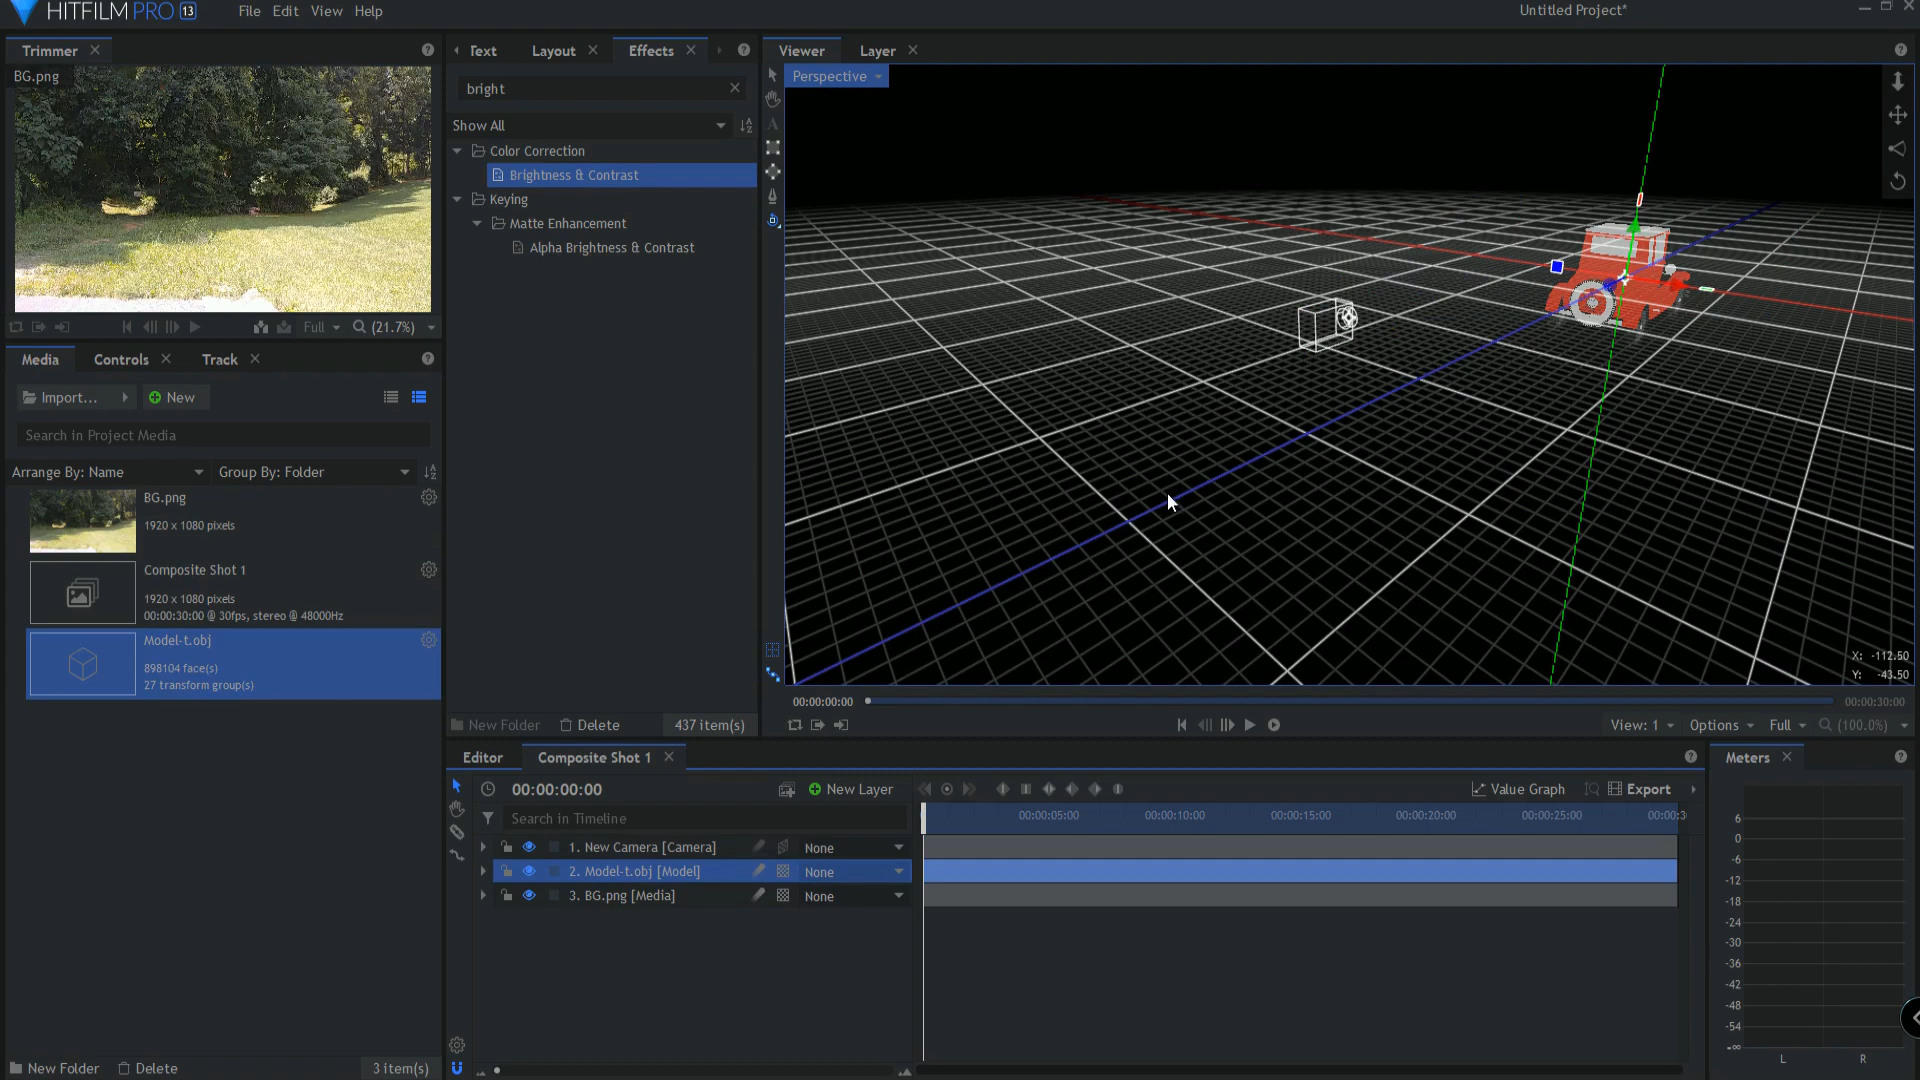 HITFILM PRO 13
File Edit View Help
Untitled Project*
Trimmer
BG.png
Full (21.7%)
Media Controls Track
Import... New
Search in Project Media
Arrange By: Name Group By: Folder
BG.png
1920 x 1080 pixels
Composite Shot 1
1920 x 1080 pixels
00:00:30:00 @ 30fps, stereo @ 48000Hz
Model-t.obj
898104 face(s)
27 transform group(s)
New Folder Delete 3 item(s)
Text Layout Effects
bright
Show All
Color Correction
Brightness & Contrast
Keying
Matte Enhancement
Alpha Brightness & Contrast
New Folder Delete 437 item(s)
Viewer Layer
Perspective
X: -112.50
Y: -43.50
00:00:00:00 00:00:30:00
View: 1 Options Full (100.0%)
Editor Composite Shot 1
00:00:00:00 New Layer Value Graph Export
Search in Timeline
00:00:05:00 00:00:10:00 00:00:15:00 00:00:20:00 00:00:25:00 00:00:3
1. New Camera [Camera] None
2. Model-t.obj [Model] None
3. BG.png [Media] None
Meters
6
0
-6
-12
-18
-24
-30
-36
-42
-48
-54
-∞
L R